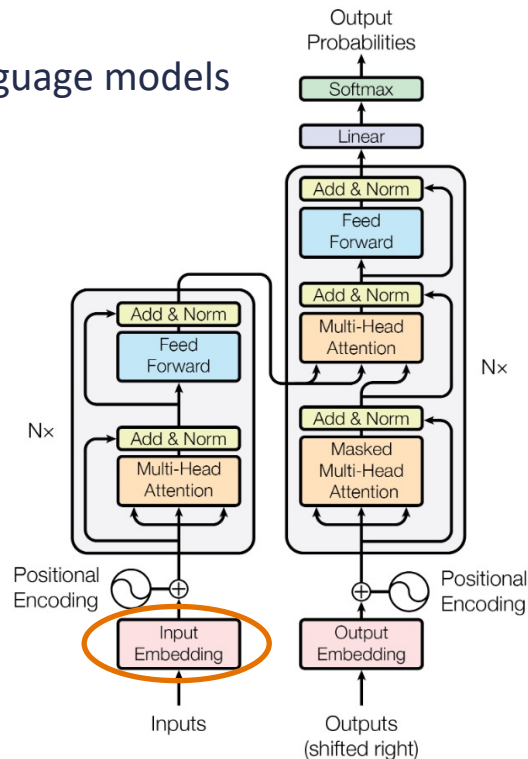 guage models
Output
Probabilities
Softmax
Linear
Add & Norm
Feed
Forward
Add & Norm
Multi-Head
Attention
Nx
Add & Norm
Masked
Multi-Head
Attention
Positional
Encoding
Output
Embedding
Outputs
(shifted right)
Add & Norm
Feed
Forward
Nx
Add & Norm
Multi-Head
Attention
Positional
Encoding
Input
Embedding
Inputs